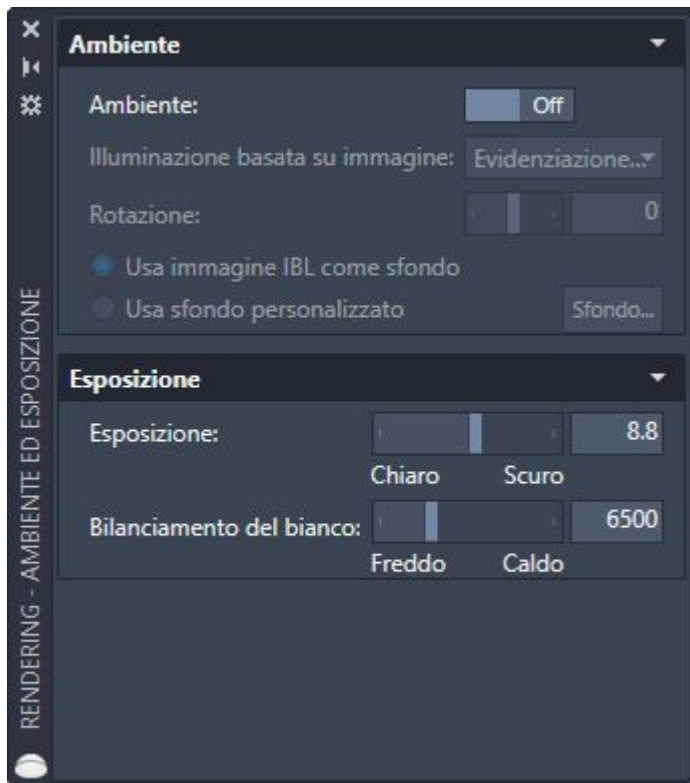 Ambiente
Ambiente: Off
Illuminazione basata su immagine: Evidenziazione...
Rotazione: 0
Usa immagine IBL come sfondo
Usa sfondo personalizzato Sfondo...
Esposizione
Esposizione: 8.8
Chiaro Scuro
Bilanciamento del bianco: 6500
Freddo Caldo
RENDERING - AMBIENTE ED ESPOSIZIONE